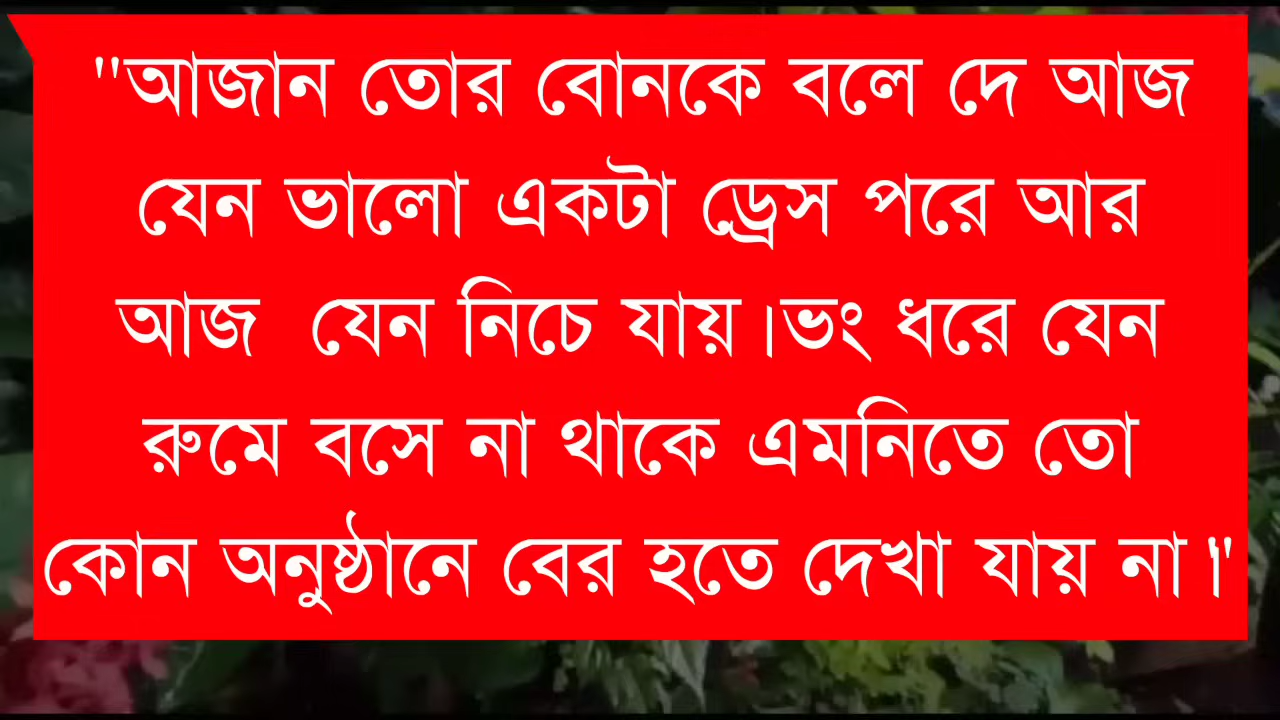 "আজান তোর বোনকে বলে দে আজ
যেন ভালো একটা ড্রেস পরে আর
আজ যেন নিচে যায়।ভং ধরে যেন
রুমে বসে না থাকে এমনিতে তো
কোন অনুষ্ঠানে বের হতে দেখা যায় না।"